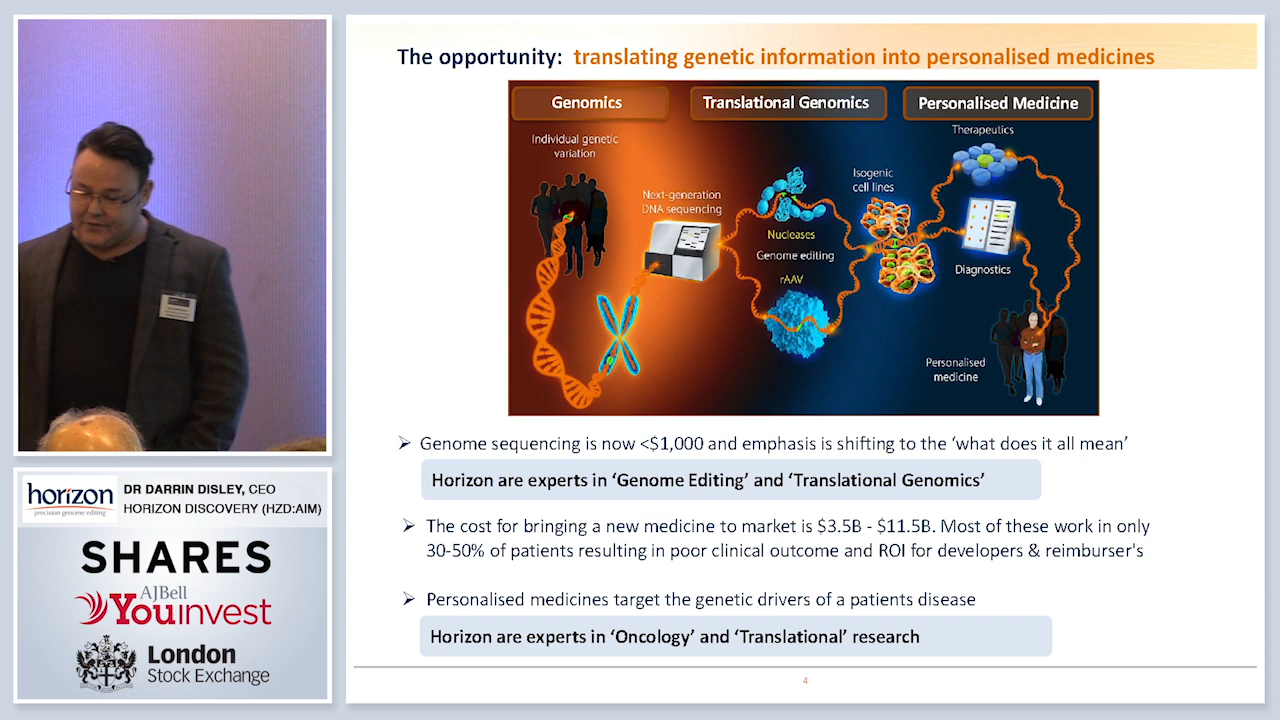 The opportunity: translating genetic information into personalised medicines
Genomics
Translational Genomics
Personalised Medicine
Individual genetic
variation
Next-generation
DNA sequencing
Nucleases
Genome editing
rAAV
Isogenic
cell lines
Therapeutics
Diagnostics
Personalised
medicine
➢ Genome sequencing is now <$1,000 and emphasis is shifting to the ‘what does it all mean’
Horizon are experts in ‘Genome Editing’ and ‘Translational Genomics’
➢ The cost for bringing a new medicine to market is $3.5B - $11.5B. Most of these work in only
30-50% of patients resulting in poor clinical outcome and ROI for developers & reimburser's
➢ Personalised medicines target the genetic drivers of a patients disease
Horizon are experts in ‘Oncology’ and ‘Translational’ research
4
horizon
precision genome editing
DR DARRIN DISLEY, CEO
HORIZON DISCOVERY (HZD:AIM)
SHARES
AJBell
Youinvest
London
Stock Exchange